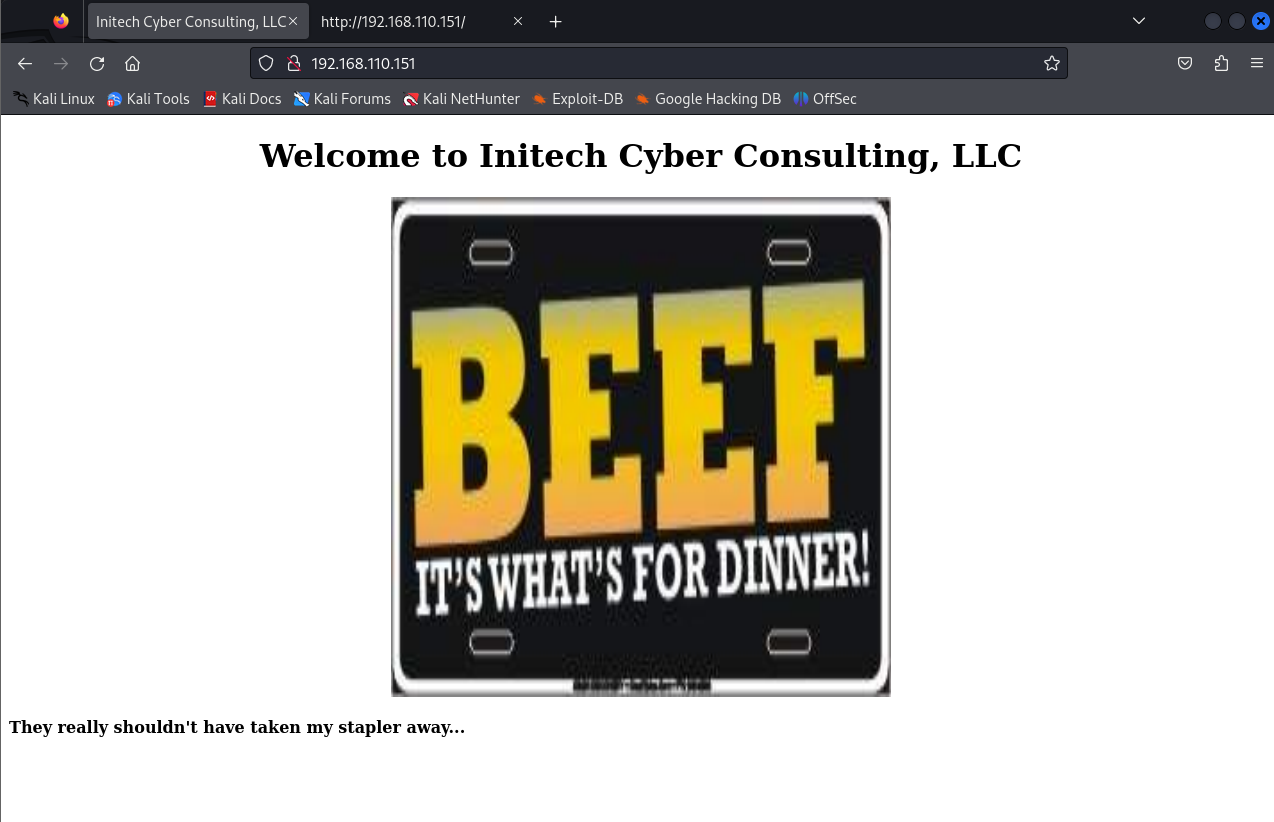 Initech Cyber Consulting, LLC
http://192.168.110.151/
192.168.110.151
Kali Linux
Kali Tools
Kali Docs
Kali Forums
Kali NetHunter
Exploit-DB
Google Hacking DB
OffSec
Welcome to Initech Cyber Consulting, LLC
BEEF
IT'S WHAT'S FOR DINNER!
They really shouldn't have taken my stapler away...